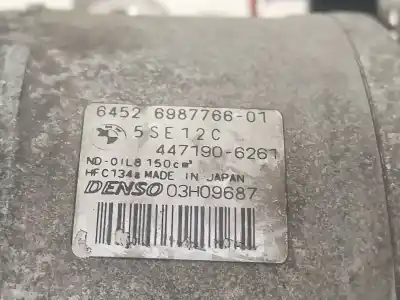 6452 6987766-01
5SE12C
447190-6261
ND-OIL8 150cm³
HFC134a MADE IN JAPAN
DENSO 03H09687